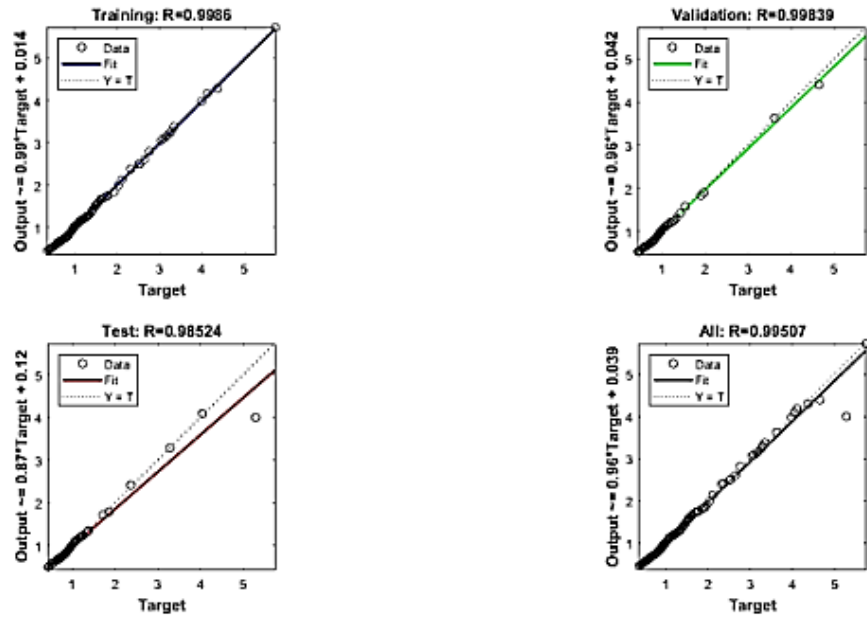 Training: R=0.9986
Output ~= 0.99*Target + 0.014
Data
Fit
Y = T
5
4
3
2
1
1 2 3 4 5
Target
Validation: R=0.99839
Output ~= 0.96*Target + 0.042
Data
Fit
Y = T
5
4
3
2
1
1 2 3 4 5
Target
Test: R=0.98524
Output ~= 0.87*Target + 0.12
Data
Fit
Y = T
5
4
3
2
1
1 2 3 4 5
Target
All: R=0.99507
Output ~= 0.96*Target + 0.039
Data
Fit
Y = T
5
4
3
2
1
1 2 3 4 5
Target